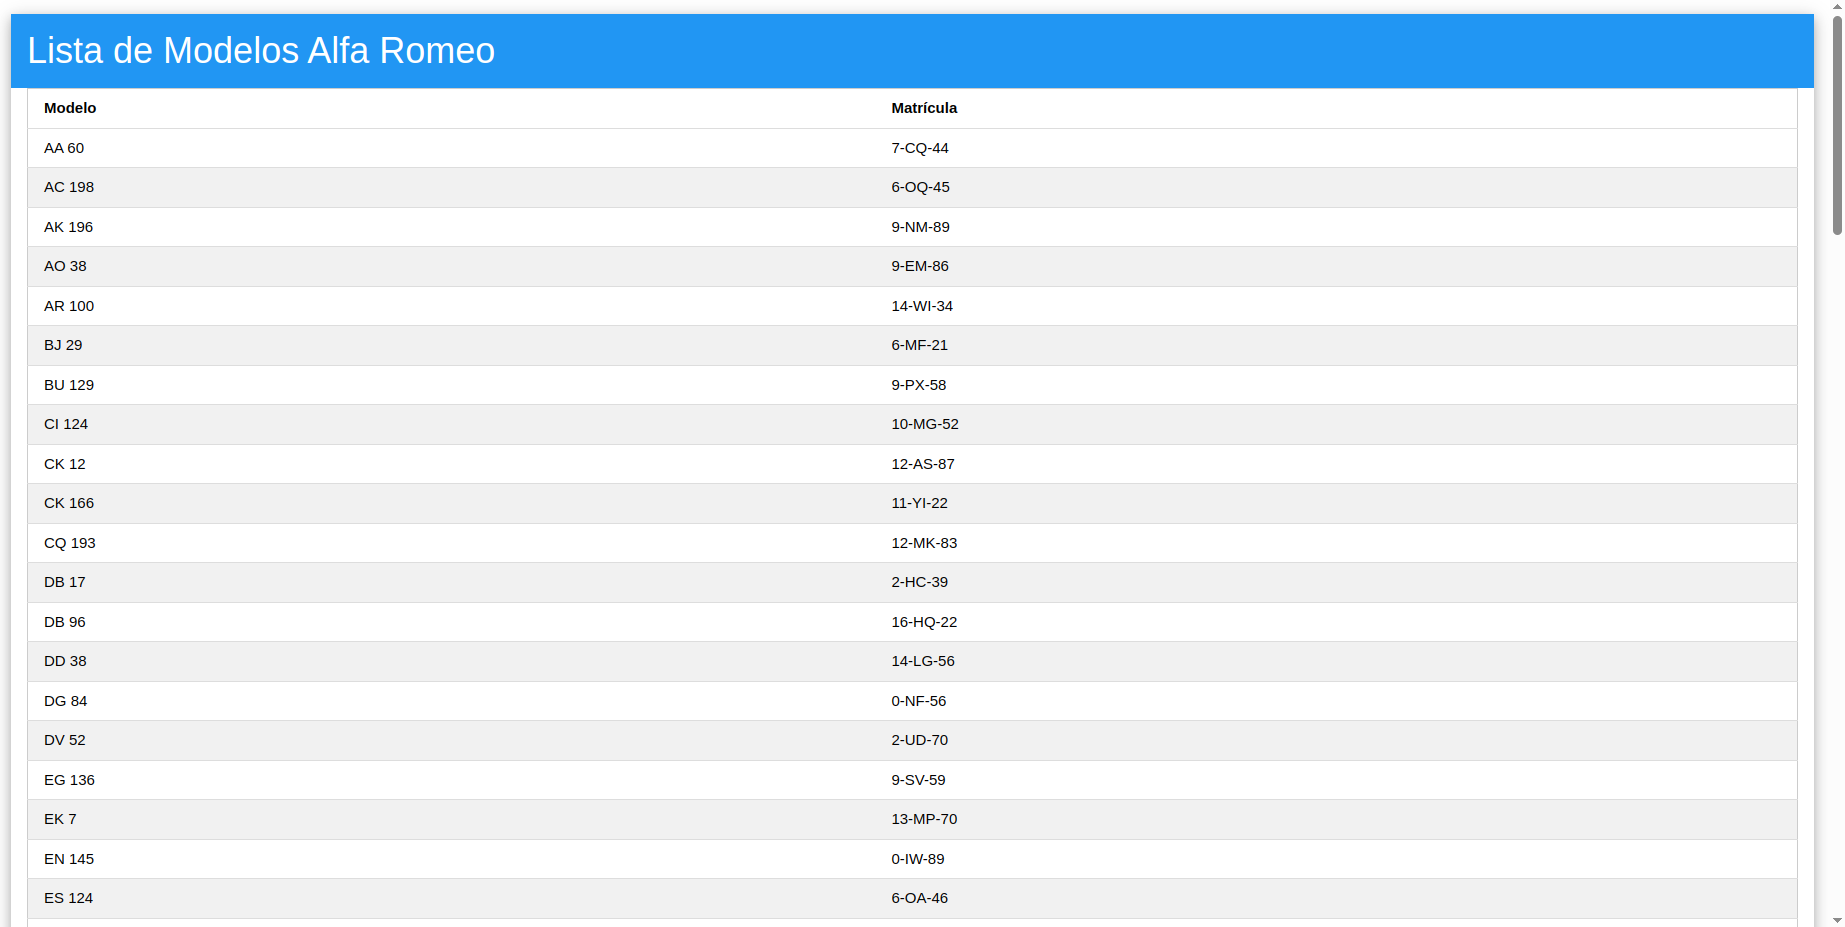 Lista de Modelos Alfa Romeo
Modelo Matrícula
AA 60 7-CQ-44
AC 198 6-OQ-45
AK 196 9-NM-89
AO 38 9-EM-86
AR 100 14-WI-34
BJ 29 6-MF-21
BU 129 9-PX-58
CI 124 10-MG-52
CK 12 12-AS-87
CK 166 11-YI-22
CQ 193 12-MK-83
DB 17 2-HC-39
DB 96 16-HQ-22
DD 38 14-LG-56
DG 84 0-NF-56
DV 52 2-UD-70
EG 136 9-SV-59
EK 7 13-MP-70
EN 145 0-IW-89
ES 124 6-OA-46